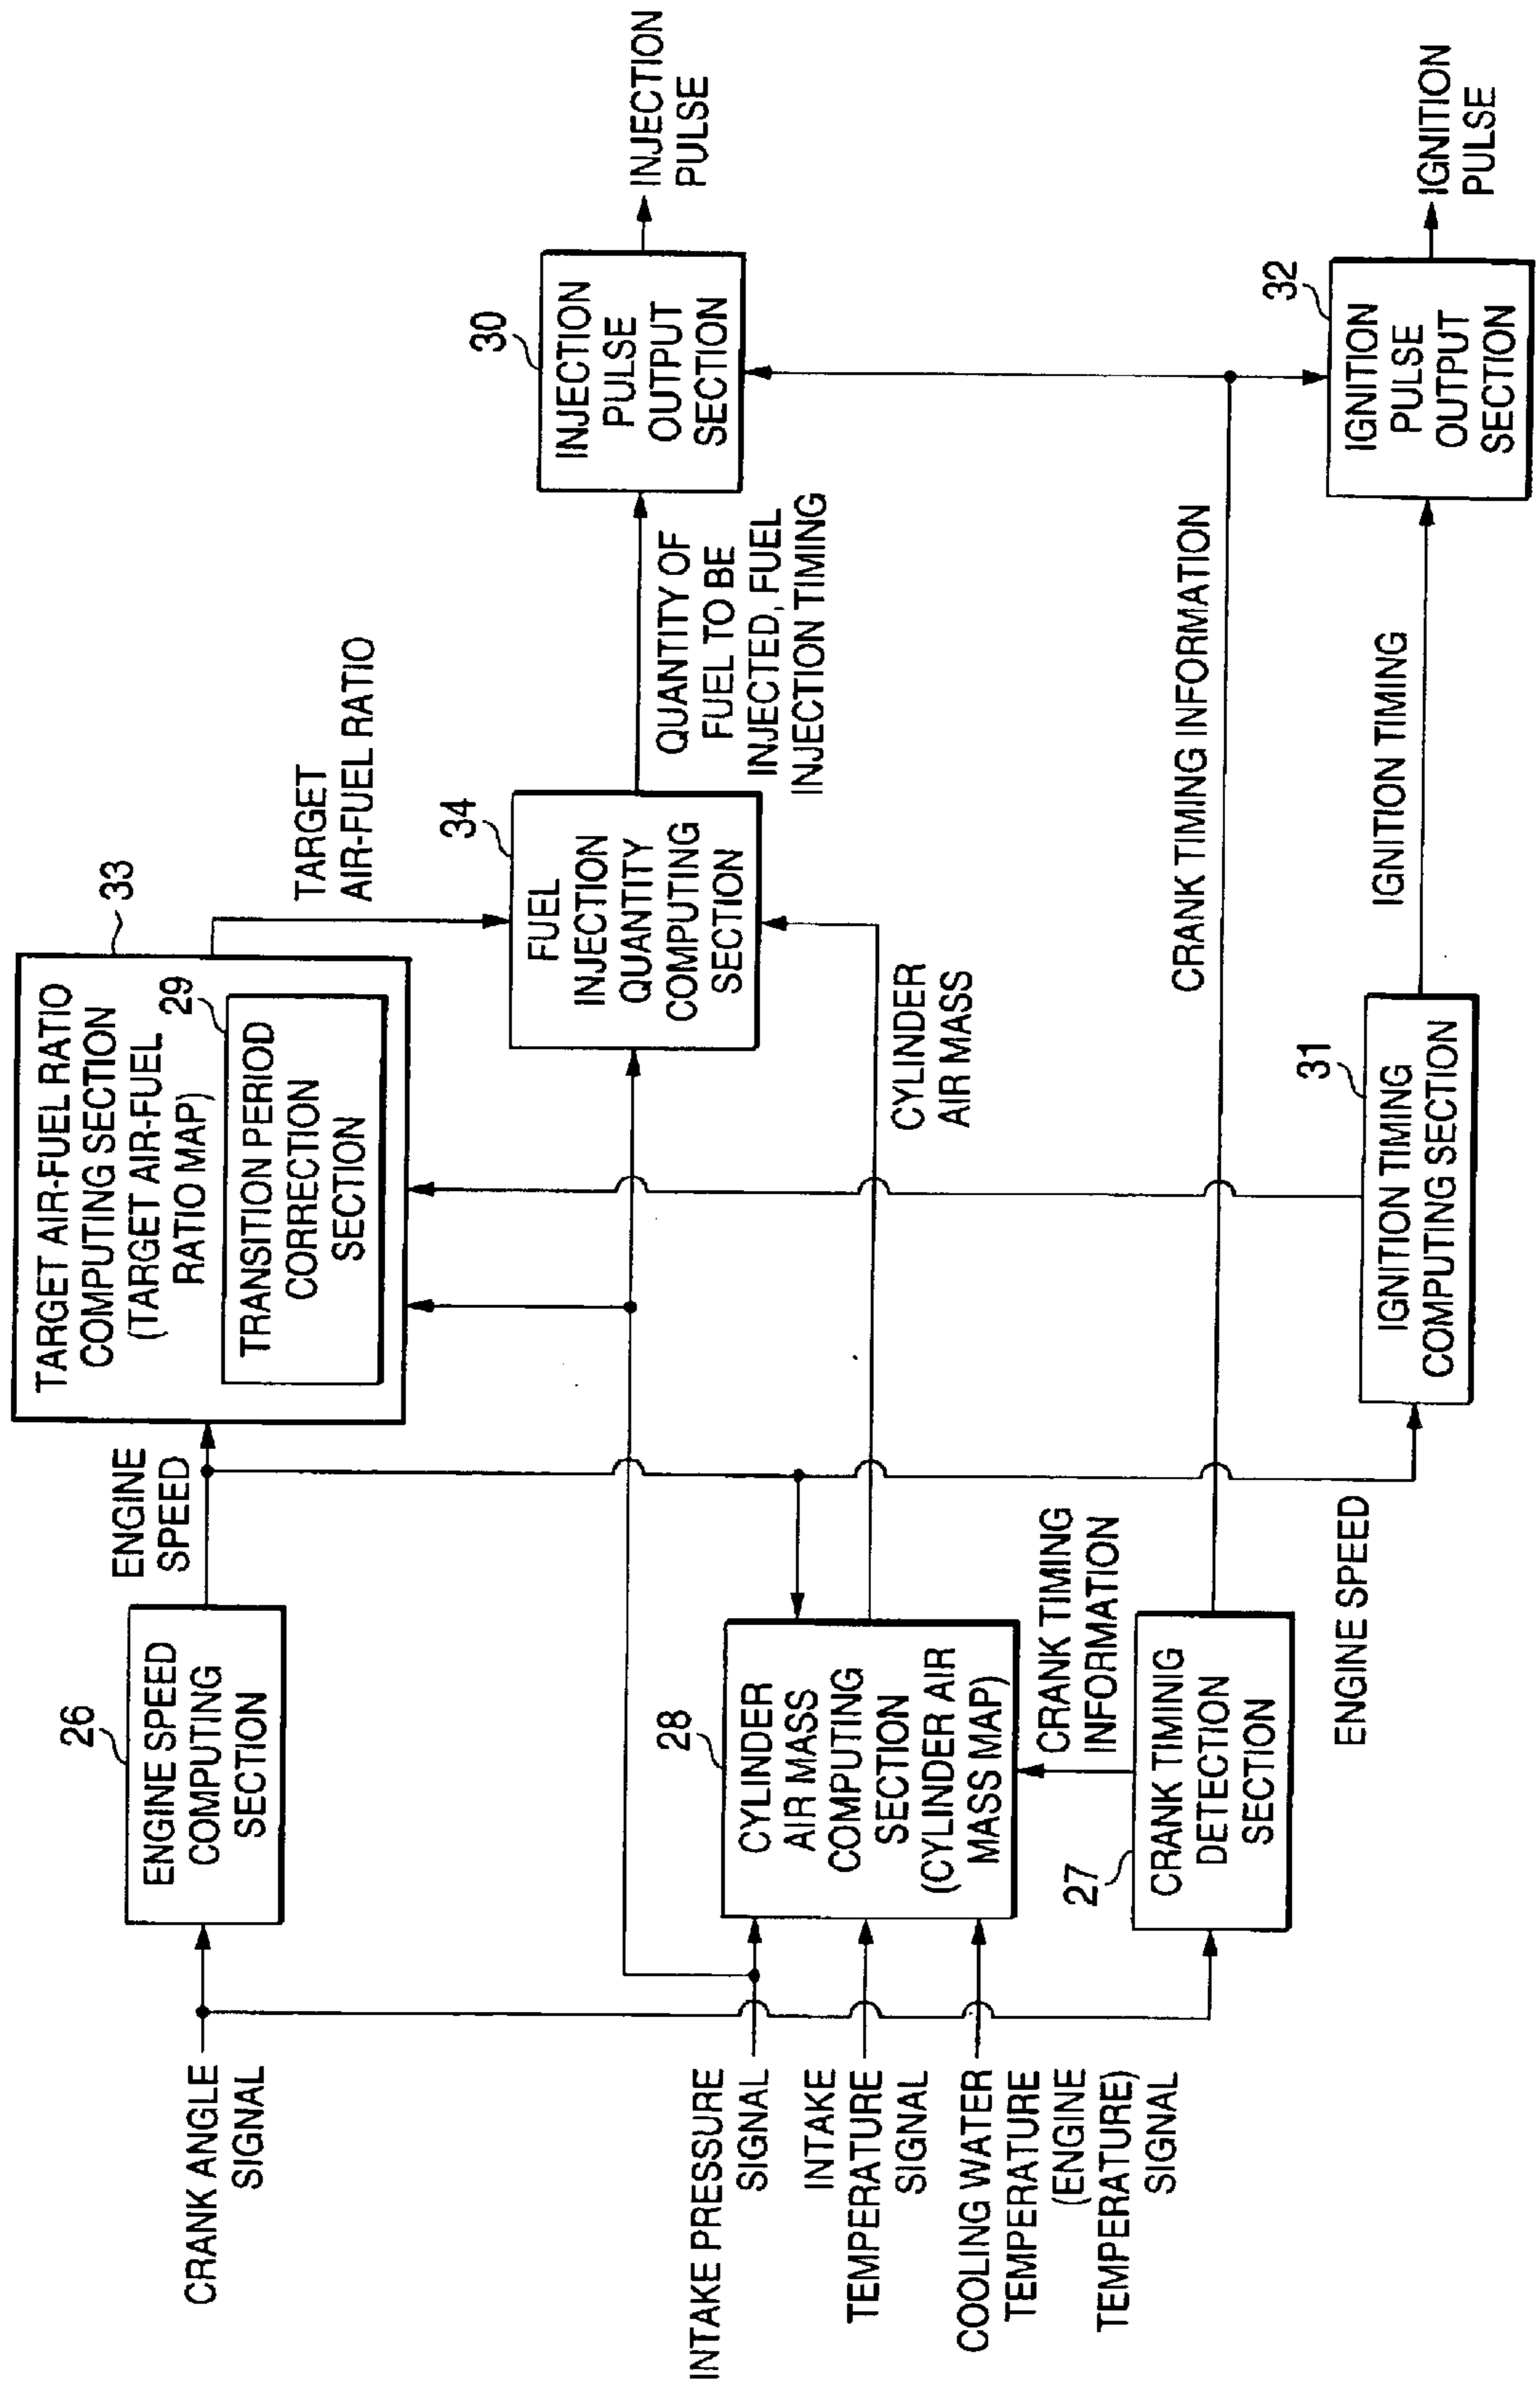 CRANK ANGLE
SIGNAL
26
ENGINE SPEED
COMPUTING
SECTION
ENGINE
SPEED
TARGET AIR-FUEL RATIO
COMPUTING SECTION
(TARGET AIR-FUEL
RATIO MAP)
29
TRANSITION PERIOD
CORRECTION
SECTION
33
TARGET
AIR-FUEL RATIO
34
FUEL
INJECTION
QUANTITY
COMPUTING
SECTION
QUANTITY OF
FUEL TO BE
INJECTED, FUEL
INJECTION TIMING
30
INJECTION
PULSE
OUTPUT
SECTION
INJECTION
PULSE
INTAKE PRESSURE
SIGNAL
INTAKE
TEMPERATURE
SIGNAL
COOLING WATER
TEMPERATURE
(ENGINE
TEMPERATURE)
SIGNAL
28
CYLINDER
AIR MASS
COMPUTING
SECTION
(CYLINDER AIR
MASS MAP)
CYLINDER
AIR MASS
CRANK TIMING
INFORMATION
27
CRANK TIMINIG
DETECTION
SECTION
CRANK TIMING INFORMATION
ENGINE SPEED
31
IGNITION TIMING
COMPUTING SECTION
IGNITION TIMING
32
IGNITION
PULSE
OUTPUT
SECTION
IGNITION
PULSE